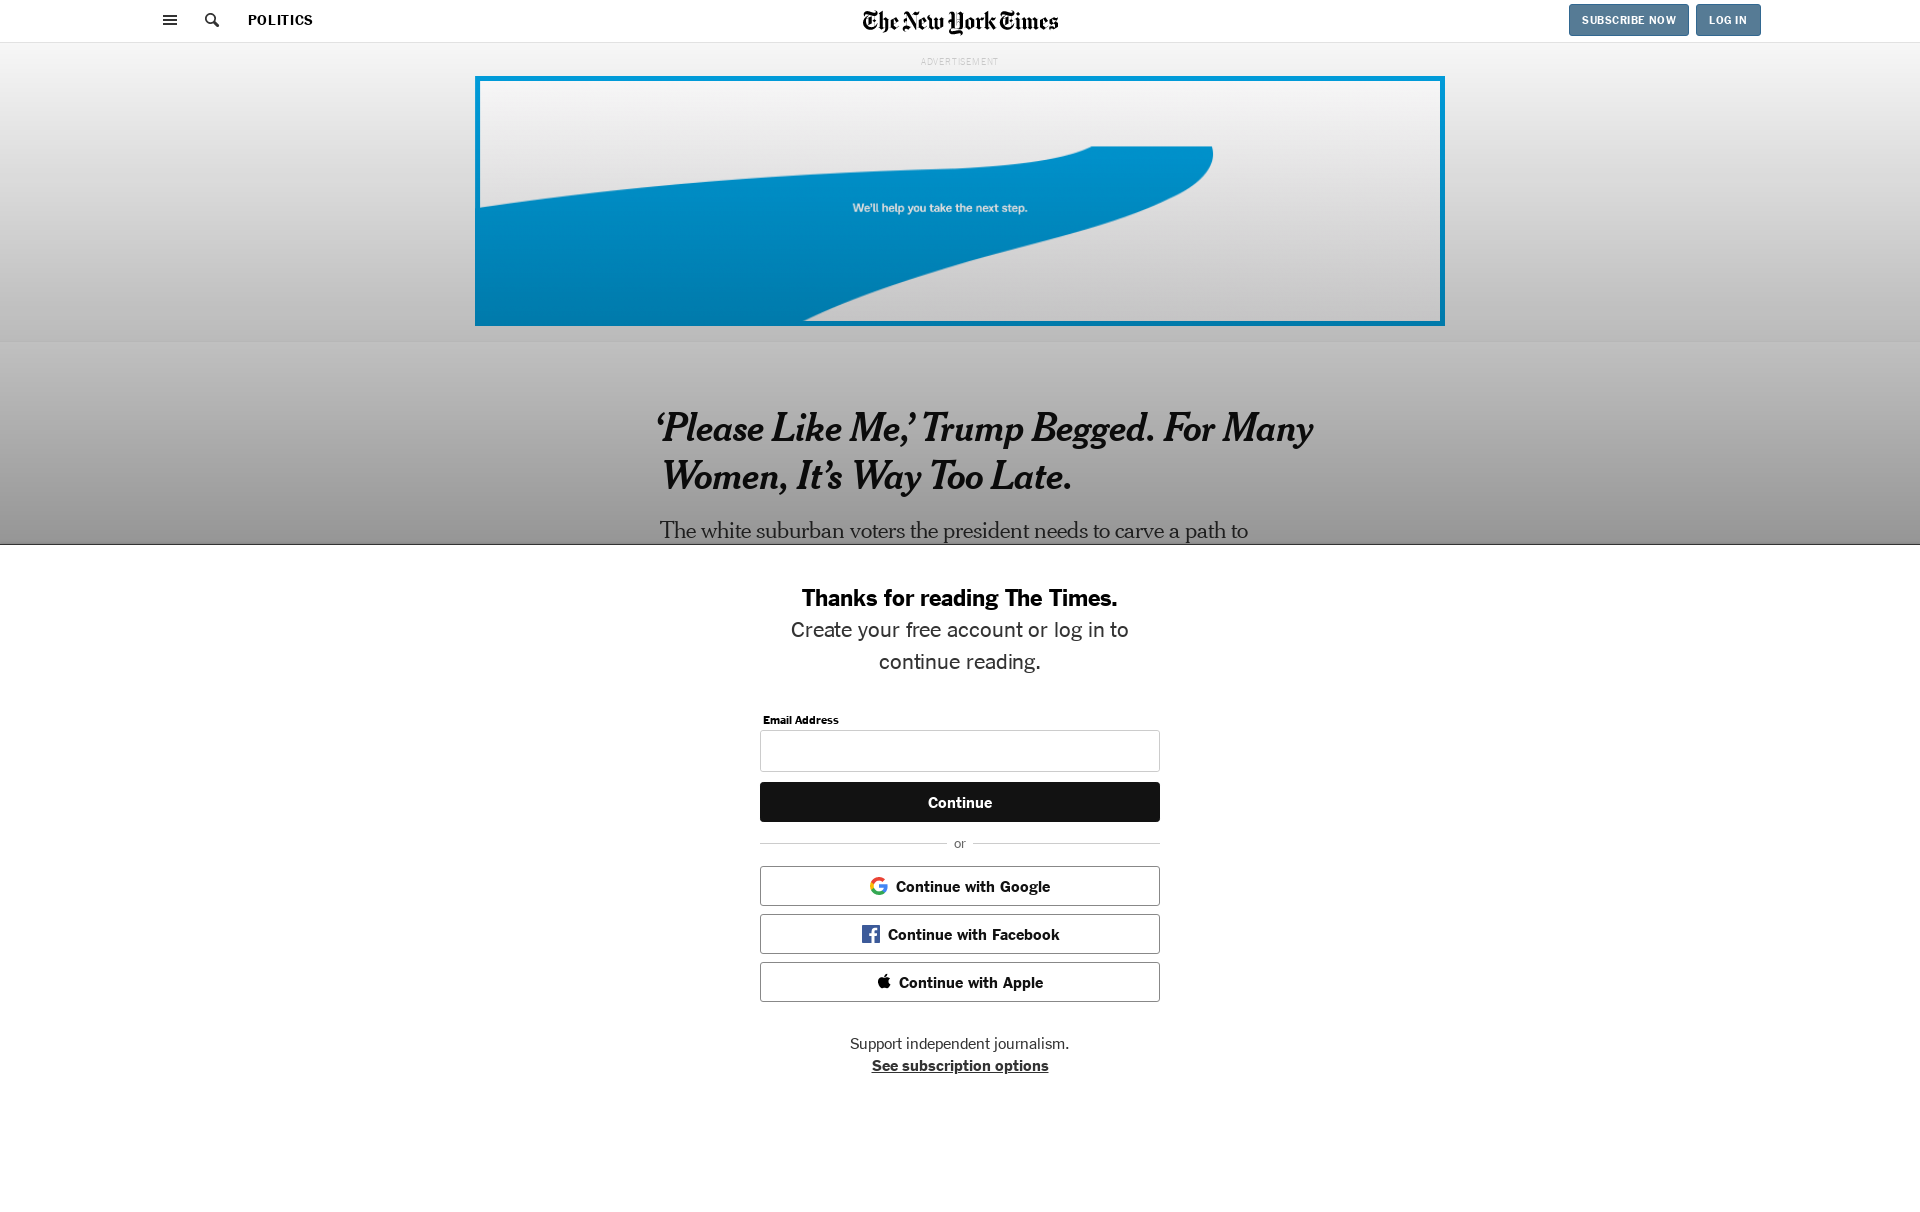 POLITICS
The New York Times
SUBSCRIBE NOW
LOG IN
ADVERTISEMENT
We'll help you take the next step.
‘Please Like Me,’ Trump Begged. For Many
Women, It’s Way Too Late.
The white suburban voters the president needs to carve a path to
Thanks for reading The Times.
Create your free account or log in to
continue reading.
Email Address
Continue
or
Continue with Google
Continue with Facebook
Continue with Apple
Support independent journalism.
See subscription options